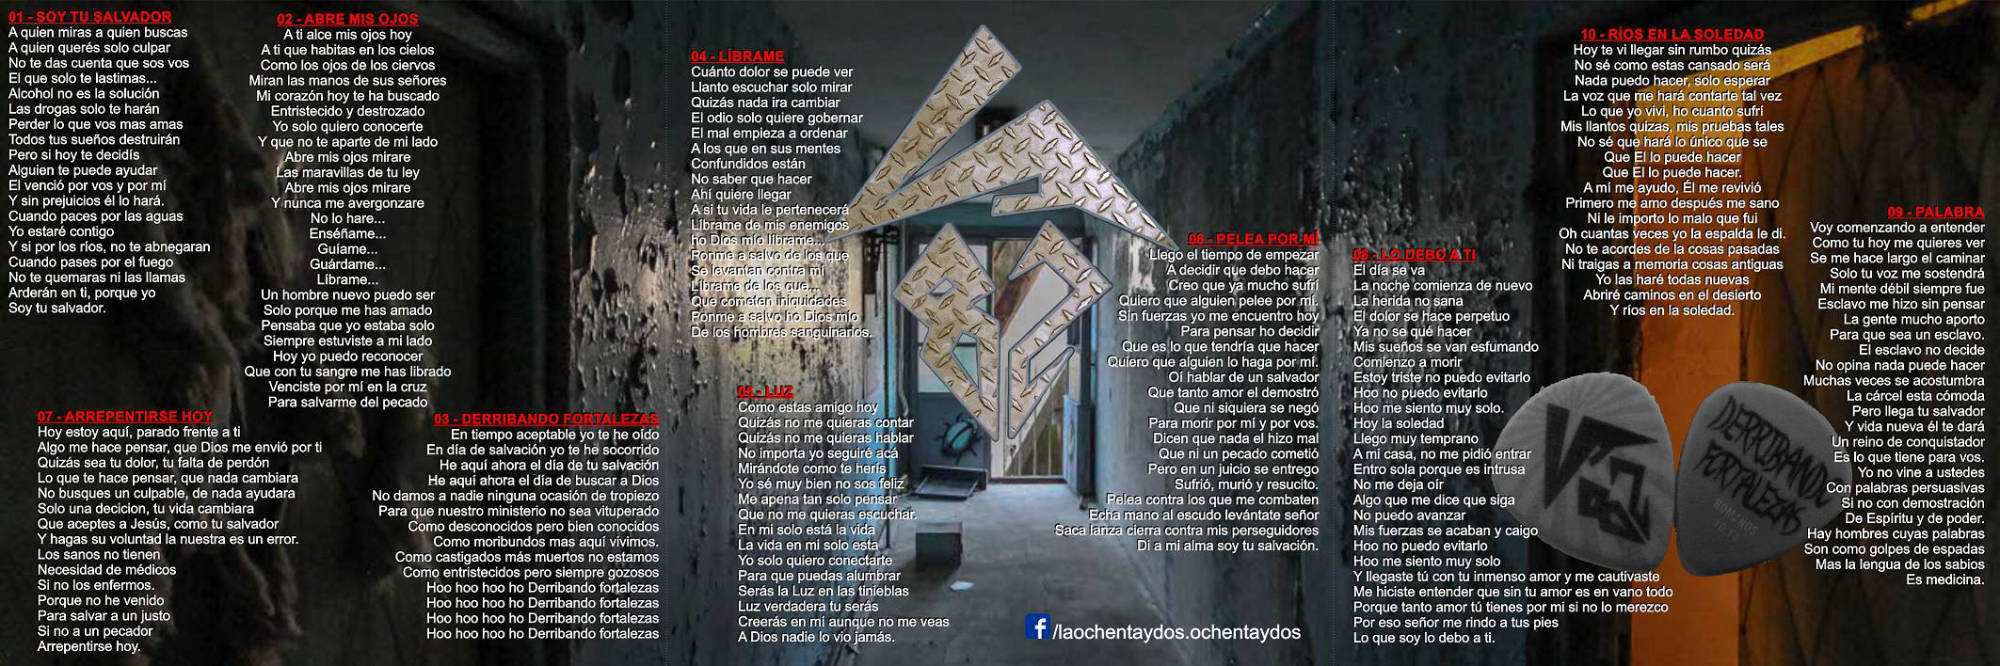 01 - SOY TU SALVADOR
A quien miras a quien buscas
A quien querés solo culpar
No te das cuenta que sos vos
El que solo te lastimas...
Alcohol no es la solución
Las drogas solo te harán
Perder lo que vos mas amas
Todos tus sueños destruirán
Pero si hoy te decidís
Alguien te puede ayudar
El venció por vos y por mí
Y sin prejuicios él lo hará.
Cuando paces por las aguas
Yo estaré contigo
Y si por los ríos, no te abnegaran
Cuando pases por el fuego
No te quemaras ni las llamas
Arderán en ti, porque yo
Soy tu salvador.
02 - ABRE MIS OJOS
A ti alce mis ojos hoy
A ti que habitas en los cielos
Como los ojos de los ciervos
Miran las manos de sus señores
Mi corazón hoy te ha buscado
Entristecido y destrozado
Yo solo quiero conocerte
Y que no te aparte de mi lado
Abre mis ojos mirare
Las maravillas de tu ley
Abre mis ojos mirare
Y nunca me avergonzare
No lo hare...
Enséñame...
Guíame...
Guárdame...
Líbrame...
Un hombre nuevo puedo ser
Solo porque me has amado
Pensaba que yo estaba solo
Siempre estuviste a mi lado
Hoy yo puedo reconocer
Que con tu sangre me has librado
Venciste por mí en la cruz
Para salvarme del pecado
07 - ARREPENTIRSE HOY
Hoy estoy aquí, parado frente a ti
Algo me hace pensar, que Dios me envió por ti
Quizás sea tu dolor, tu falta de perdón
Lo que te hace pensar, que nada cambiara
No busques un culpable, de nada ayudara
Solo una decicion, tu vida cambiara
Que aceptes a Jesús, como tu salvador
Y hagas su voluntad la nuestra es un error.
Los sanos no tienen
Necesidad de médicos
Si no los enfermos.
Porque no he venido
Para salvar a un justo
Si no a un pecador
Arrepentirse hoy.
03 - DERRIBANDO FORTALEZAS
En tiempo aceptable yo te he oído
En día de salvación yo te he socorrido
He aquí ahora el día de tu salvación
He aquí ahora el día de buscar a Dios
No damos a nadie ninguna ocasión de tropiezo
Para que nuestro ministerio no sea vituperado
Como desconocidos pero bien conocidos
Como moribundos mas aquí vivimos.
Como castigados más muertos no estamos
Como entristecidos pero siempre gozosos
Hoo hoo hoo ho Derribando fortalezas
Hoo hoo hoo ho Derribando fortalezas
Hoo hoo hoo ho Derribando fortalezas
Hoo hoo hoo ho Derribando fortalezas
04 - LÍBRAME
Cuánto dolor se puede ver
Llanto escuchar solo mirar
Quizás nada ira cambiar
El odio solo quiere gobernar
El mal empieza a ordenar
A los que en sus mentes
Confundidos están
No saber que hacer
Ahí quiere llegar
A si tu vida le pertenecerá
Líbrame de mis enemigos
ho Dios mío líbrame...
Ponme a salvo de los que
Se levantan contra mí
Líbrame de los que...
Que cometen iniquidades
Ponme a salvo ho Dios mío
De los hombres sanguinarios.
05 - LUZ
Como estas amigo hoy
Quizás no me quieras contar
Quizás no me quieras hablar
No importa yo seguiré acá
Mirándote como te herís
Yo sé muy bien no sos feliz
Me apena tan solo pensar
Que no me quieras escuchar.
En mi solo está la vida
La vida en mi solo esta
Yo solo quiero conectarte
Para que puedas alumbrar
Serás la Luz en las tinieblas
Luz verdadera tu serás
Creerás en mí aunque no me veas
A Dios nadie lo vio jamás.
82
06 - PELEA POR MÍ
Llego el tiempo de empezar
A decidir que debo hacer
Creo que ya mucho sufrí
Quiero que alguien pelee por mí.
Sin fuerzas yo me encuentro hoy
Para pensar ho decidir
Que es lo que tendría que hacer
Quiero que alguien lo haga por mí.
Oí hablar de un salvador
Que tanto amor el demostró
Que ni siquiera se negó
Para morir por mí y por vos.
Dicen que nada el hizo mal
Que ni un pecado cometió
Pero en un juicio se entrego
Sufrió, murió y resucito.
Pelea contra los que me combaten
Echa mano al escudo levántate señor
Saca lanza cierra contra mis perseguidores
Di a mi alma soy tu salvación.
f /laochentaydos.ochentaydos
08 - LO DEBO A TI
El día se va
La noche comienza de nuevo
La herida no sana
El dolor se hace perpetuo
Ya no se qué hacer
Mis sueños se van esfumando
Comienzo a morir
Estoy triste no puedo evitarlo
Hoo no puedo evitarlo
Hoo me siento muy solo.
Hoy la soledad
Llego muy temprano
A mi casa, no me pidió entrar
Entro sola porque es intrusa
No me deja oír
Algo que me dice que siga
No puedo avanzar
Mis fuerzas se acaban y caigo
Hoo no puedo evitarlo
Hoo me siento muy solo
Y llegaste tú con tu inmenso amor y me cautivaste
Me hiciste entender que sin tu amor es en vano todo
Porque tanto amor tú tienes por mi si no lo merezco
Por eso señor me rindo a tus pies
Lo que soy lo debo a ti.
10 - RÍOS EN LA SOLEDAD
Hoy te vi llegar sin rumbo quizás
No sé como estas cansado será
Nada puedo hacer, solo esperar
La voz que me hará contarte tal vez
Lo que yo viví, ho cuanto sufrí
Mis llantos quizas, mis pruebas tales
No sé que hará lo único que se
Que El lo puede hacer
Que El lo puede hacer.
A mí me ayudo, Él me revivió
Primero me amo después me sano
Ni le importo lo malo que fui
Oh cuantas veces yo la espalda le di.
No te acordes de la cosas pasadas
Ni traigas a memoria cosas antiguas
Yo las haré todas nuevas
Abriré caminos en el desierto
Y ríos en la soledad.
DERRIBANDO
FORTALEZAS
09 - PALABRA
Voy comenzando a entender
Como tu hoy me quieres ver
Se me hace largo el caminar
Solo tu voz me sostendrá
Mi mente débil siempre fue
Esclavo me hizo sin pensar
La gente mucho aporto
Para que sea un esclavo.
El esclavo no decide
No opina nada puede hacer
Muchas veces se acostumbra
La cárcel esta cómoda
Pero llega tu salvador
Y vida nueva él te dará
Un reino de conquistador
Es lo que tiene para vos.
Yo no vine a ustedes
Con palabras persuasivas
Si no con demostración
De Espíritu y de poder.
Hay hombres cuyas palabras
Son como golpes de espadas
Mas la lengua de los sabios
Es medicina.